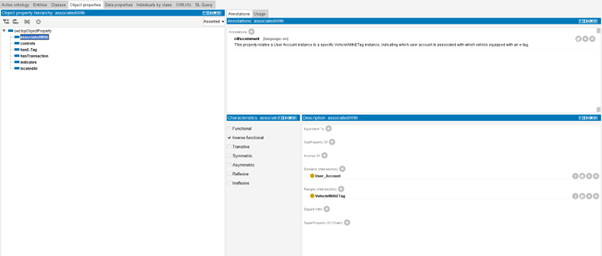 Active ontology Entities Classes Object properties Data properties Individuals by class OWLViz DL Query
Object property hierarchy: associatedWith
Asserted
owl:topObjectProperty
associatedWith
controls
hasE-Tag
hasTransaction
indicates
locatedAt
Annotations Usage
Annotations: associatedWith
Annotations
rdfs:comment [language: en]
This property relates a User Account instance to a specific VehicleWithETag instance, indicating which user account is associated with which vehicle equipped with an e-tag.
Characteristics: associatedWith
Functional
Inverse functional
Transitive
Symmetric
Asymmetric
Reflexive
Irreflexive
Description: associatedWith
Equivalent To
SubProperty Of
Inverse Of
Domains (intersection)
User_Account
Ranges (intersection)
VehicleWithETag
Disjoint With
SuperProperty Of (Chain)